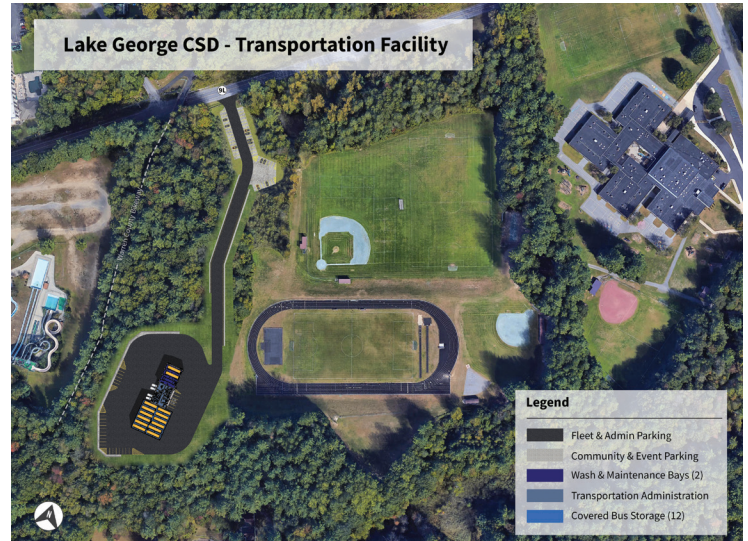 Lake George CSD - Transportation Facility
9L
Legend
Fleet & Admin Parking
Community & Event Parking
Wash & Maintenance Bays (2)
Transportation Administration
Covered Bus Storage (12)
N